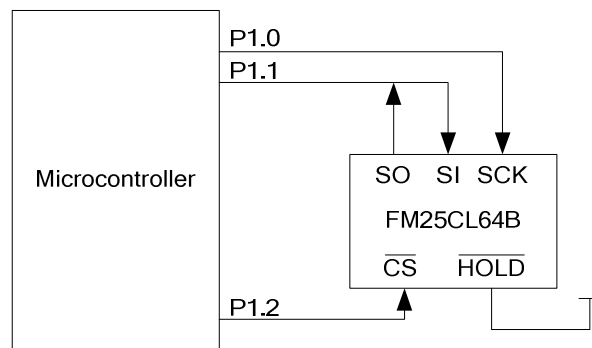 P1.0
P1.1
Microcontroller
SO SI SCK
FM25CL64B
CS HOLD
P1.2